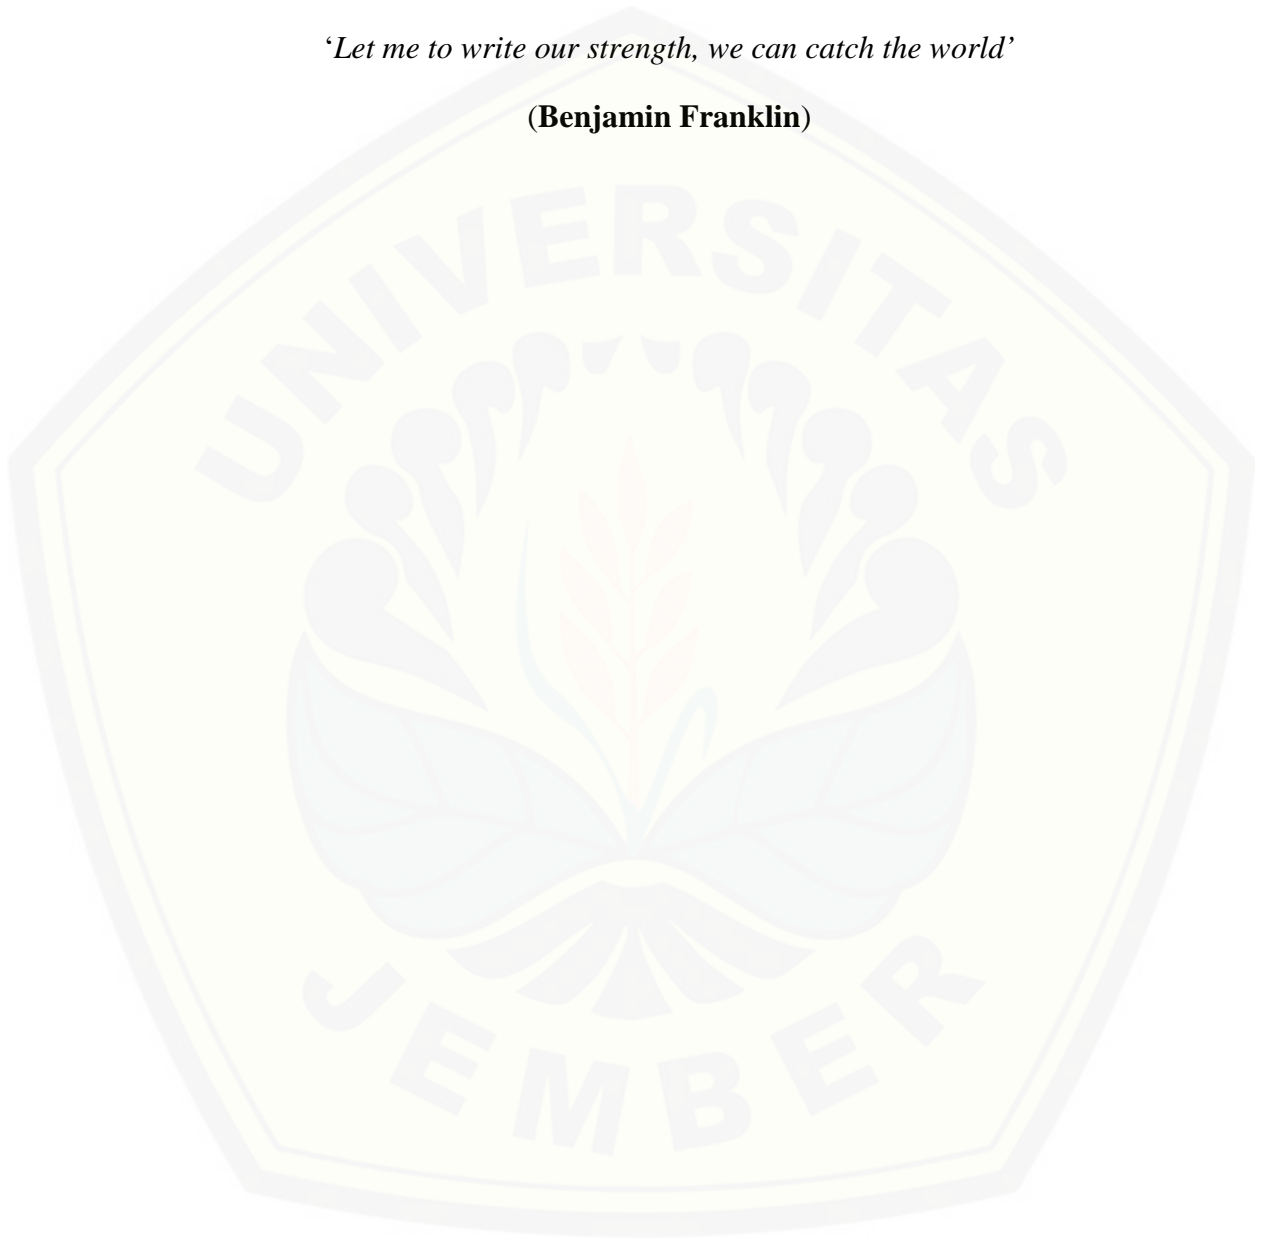 ‘Let me to write our strength, we can catch the world’
(Benjamin Franklin)
UNIVERSITAS
JEMBER